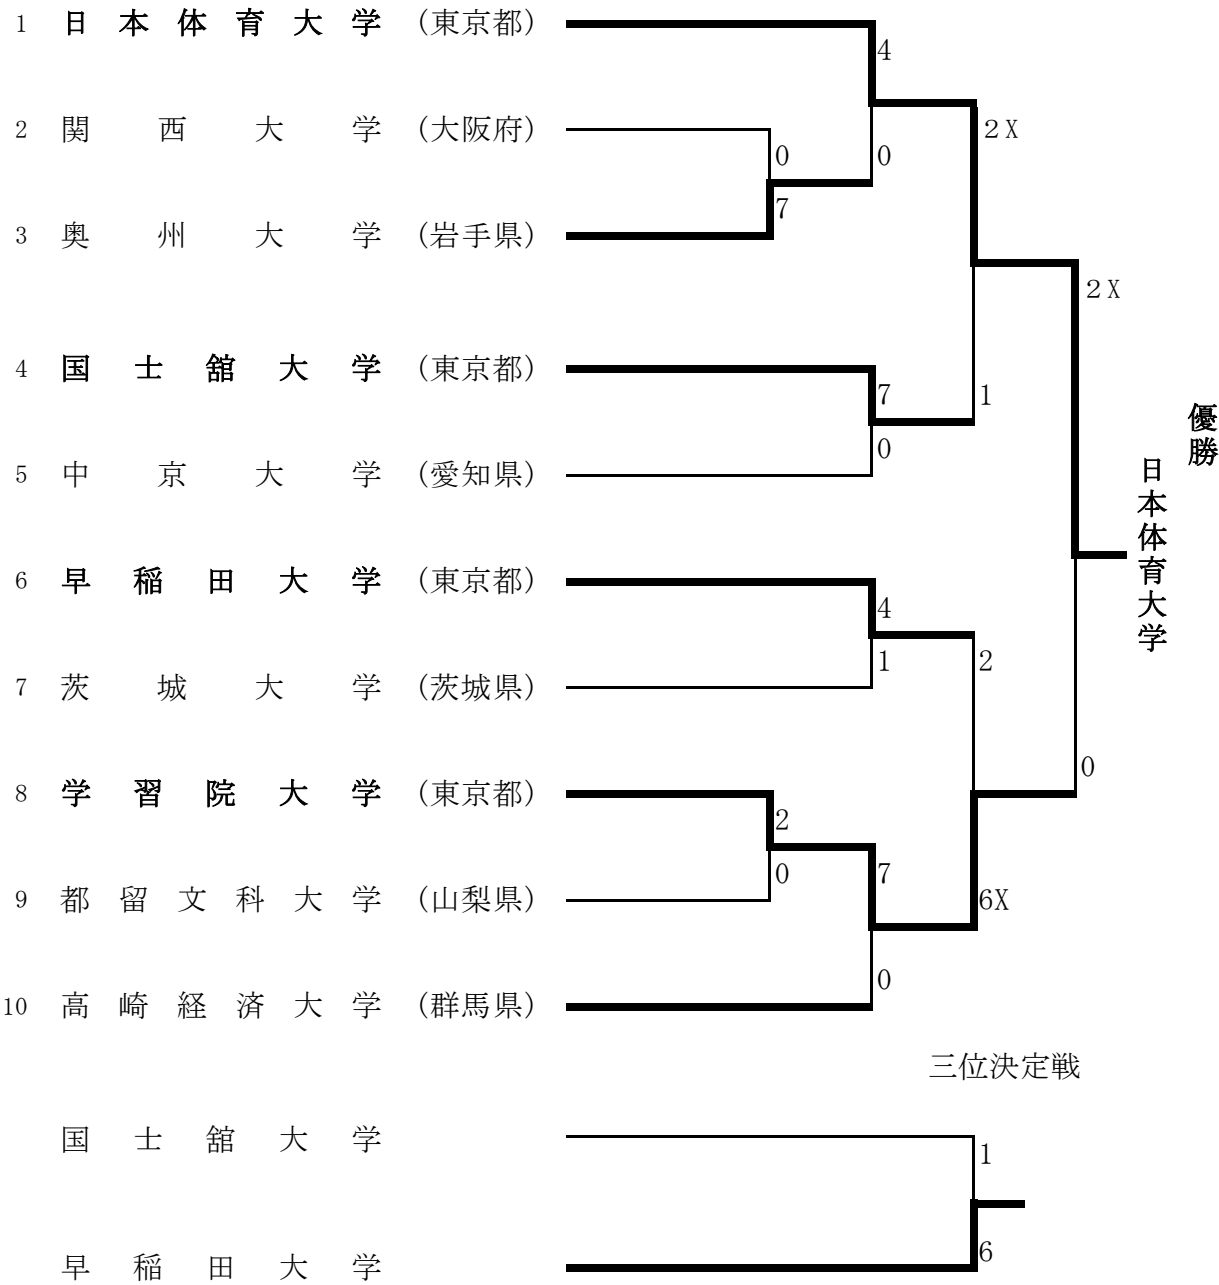 1 日本体育大学 (東京都)
4
2X
2 関西大学 (大阪府)
0
0
7
3 奥州大学 (岩手県)
2X
4 国士舘大学 (東京都)
7
1
0
5 中京大学 (愛知県)
優勝
日本体育大学
6 早稲田大学 (東京都)
4
1
2
7 茨城大学 (茨城県)
0
8 学習院大学 (東京都)
2
0
7
6X
9 都留文科大学 (山梨県)
0
10 高崎経済大学 (群馬県)
三位決定戦
国士舘大学
1
6
早稲田大学